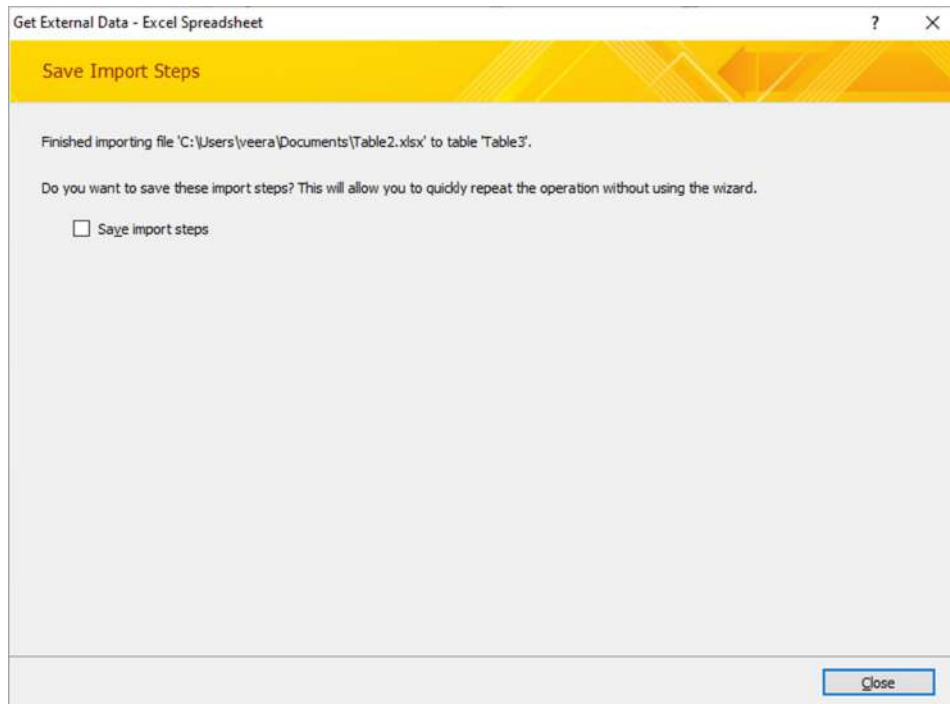 Get External Data - Excel Spreadsheet
?
Save Import Steps
Finished importing file 'C:\Users\veera\Documents\Table2.xlsx' to table 'Table3'.
Do you want to save these import steps? This will allow you to quickly repeat the operation without using the wizard.
Save import steps
Close